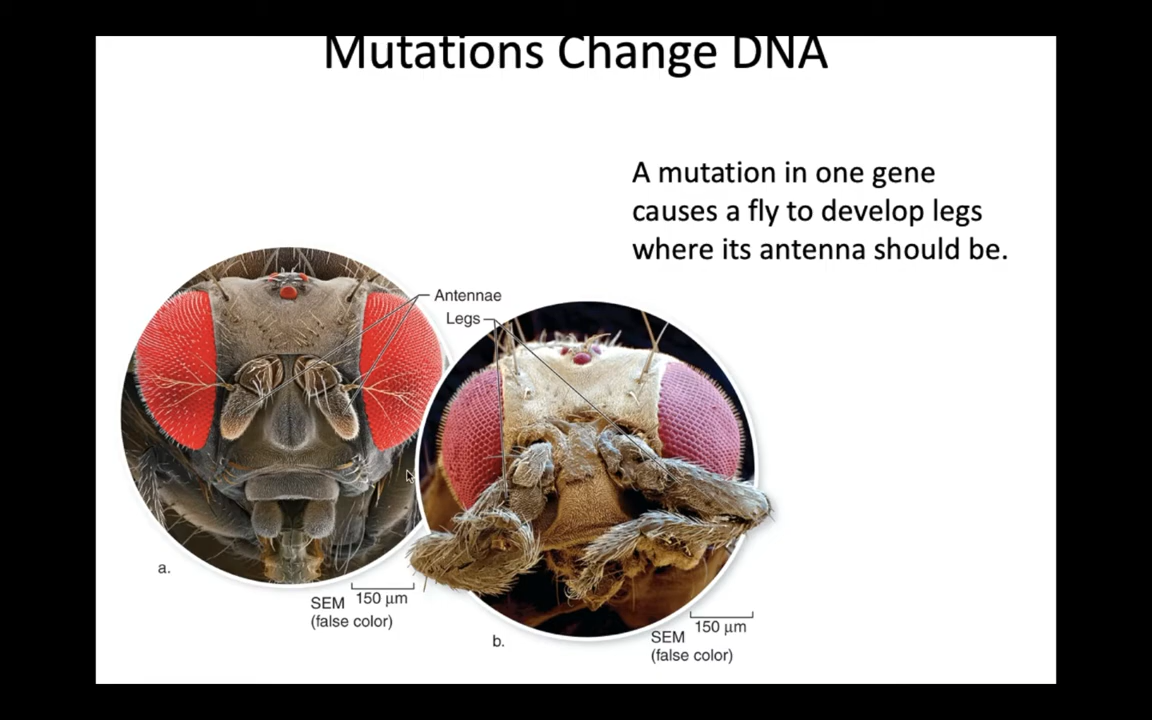 Mutations Change DNA
A mutation in one gene
causes a fly to develop legs
where its antenna should be.
Antennae
Legs
a.
SEM
(false color)
150 μm
b.
SEM
(false color)
150 μm